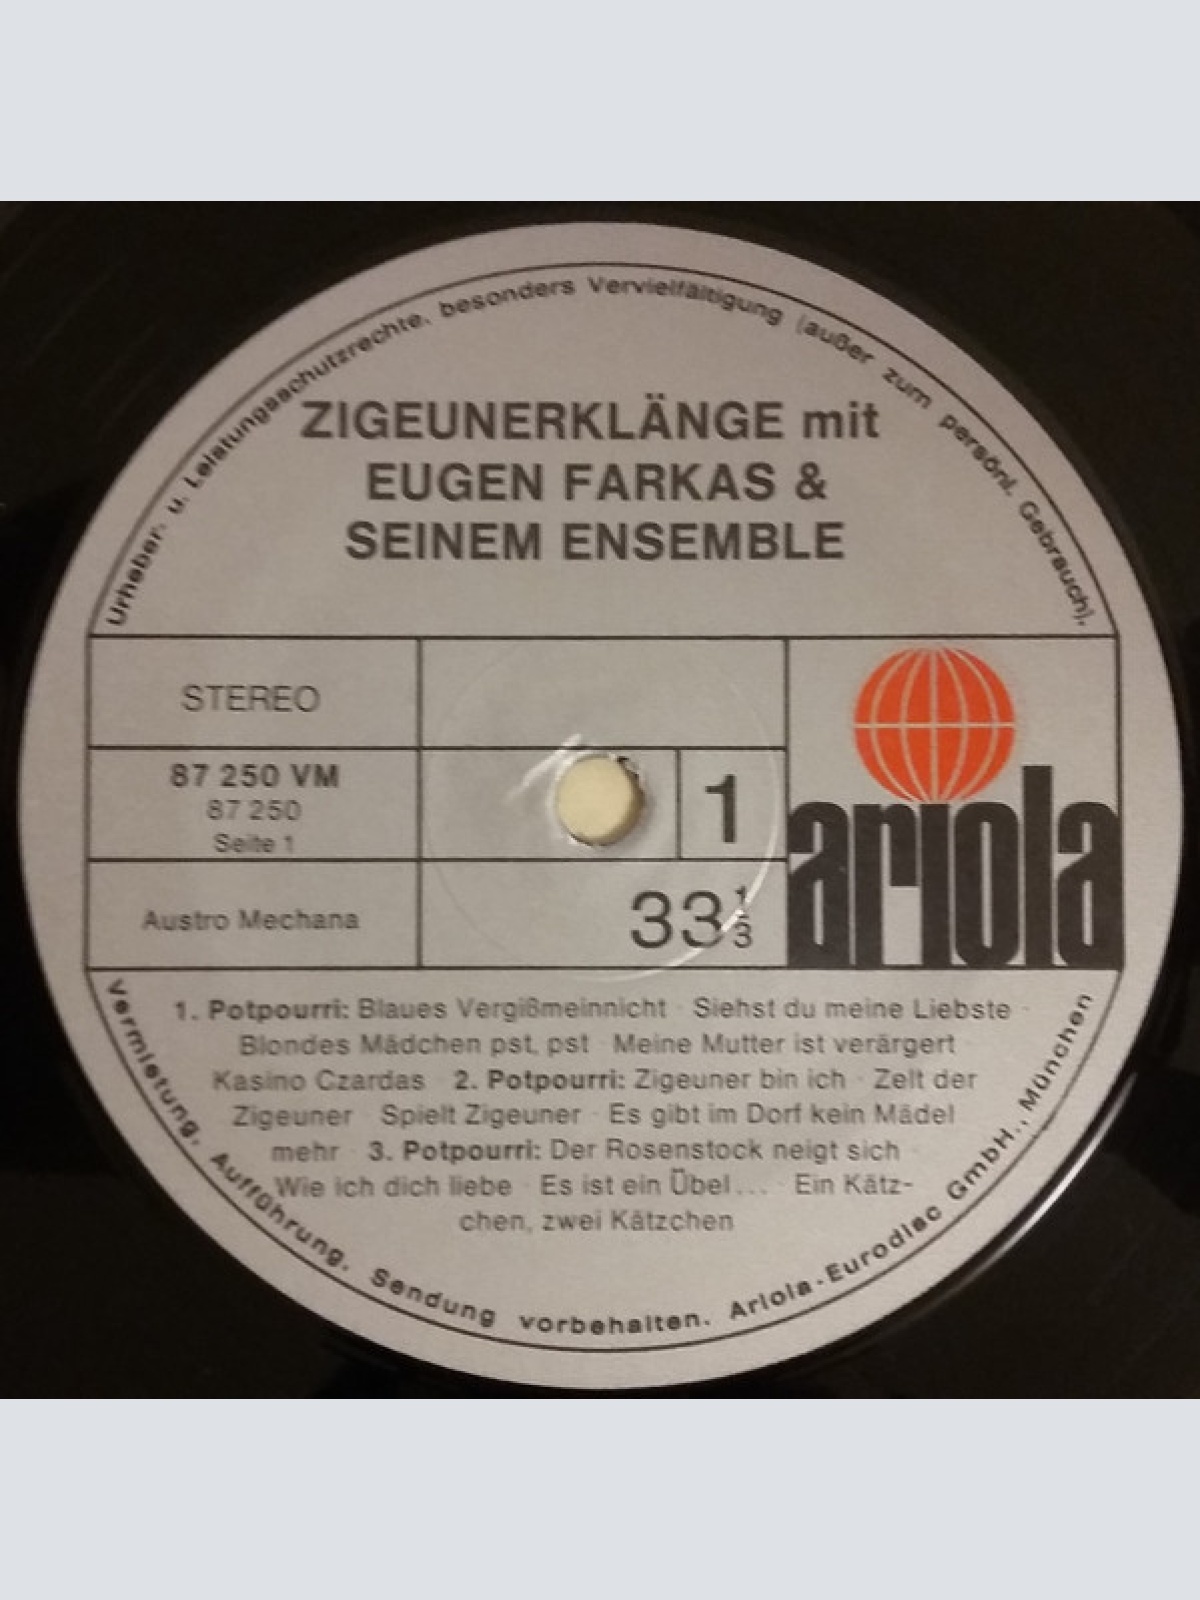 Urheber- u. Leistungsschutzrechte, besonders Vervielfältigung (außer zum persönl. Gebrauch),
ZIGEUNERKLÄNGE mit
EUGEN FARKAS &
SEINEM ENSEMBLE
STEREO
87 250 VM
87 250
Seite 1
1
Austro Mechana
33 1/3
ariola
1. Potpourri: Blaues Vergißmeinnicht · Siehst du meine Liebste ·
Blondes Mädchen pst, pst · Meine Mutter ist verärgert ·
Kasino Czardas · 2. Potpourri: Zigeuner bin ich · Zelt der
Zigeuner · Spielt Zigeuner · Es gibt im Dorf kein Mädel
mehr · 3. Potpourri: Der Rosenstock neigt sich ·
Wie ich dich liebe · Es ist ein Übel... · Ein Kätz-
chen, zwei Kätzchen
Vermietung, Aufführung, Sendung vorbehalten. Ariola-Eurodisc GmbH., München